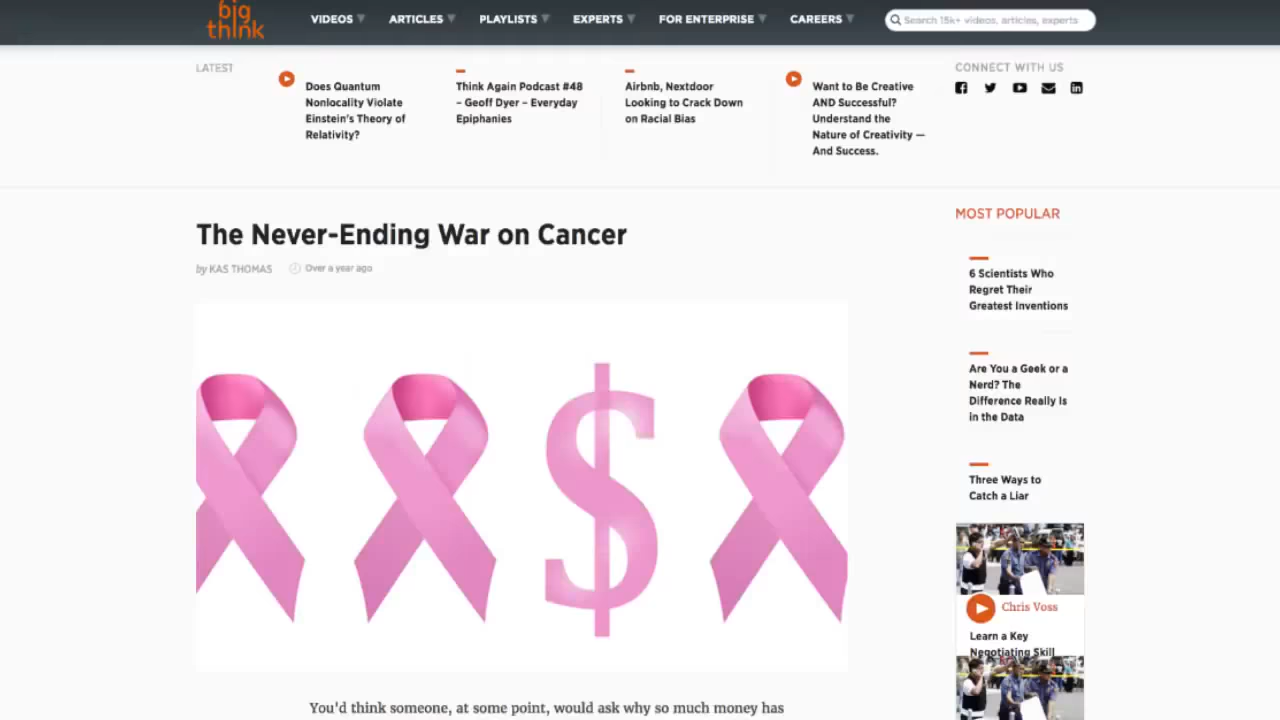 big
think
VIDEOS ARTICLES PLAYLISTS EXPERTS FOR ENTERPRISE CAREERS
Search 15k+ videos, articles, experts
LATEST
Does Quantum
Nonlocality Violate
Einstein's Theory of
Relativity?
Think Again Podcast #48
– Geoff Dyer – Everyday
Epiphanies
Airbnb, Nextdoor
Looking to Crack Down
on Racial Bias
Want to Be Creative
AND Successful?
Understand the
Nature of Creativity —
And Success.
CONNECT WITH US
The Never-Ending War on Cancer
by KAS THOMAS Over a year ago
$
You'd think someone, at some point, would ask why so much money has
MOST POPULAR
6 Scientists Who
Regret Their
Greatest Inventions
Are You a Geek or a
Nerd? The
Difference Really Is
in the Data
Three Ways to
Catch a Liar
Chris Voss
Learn a Key
Negotiating Skill